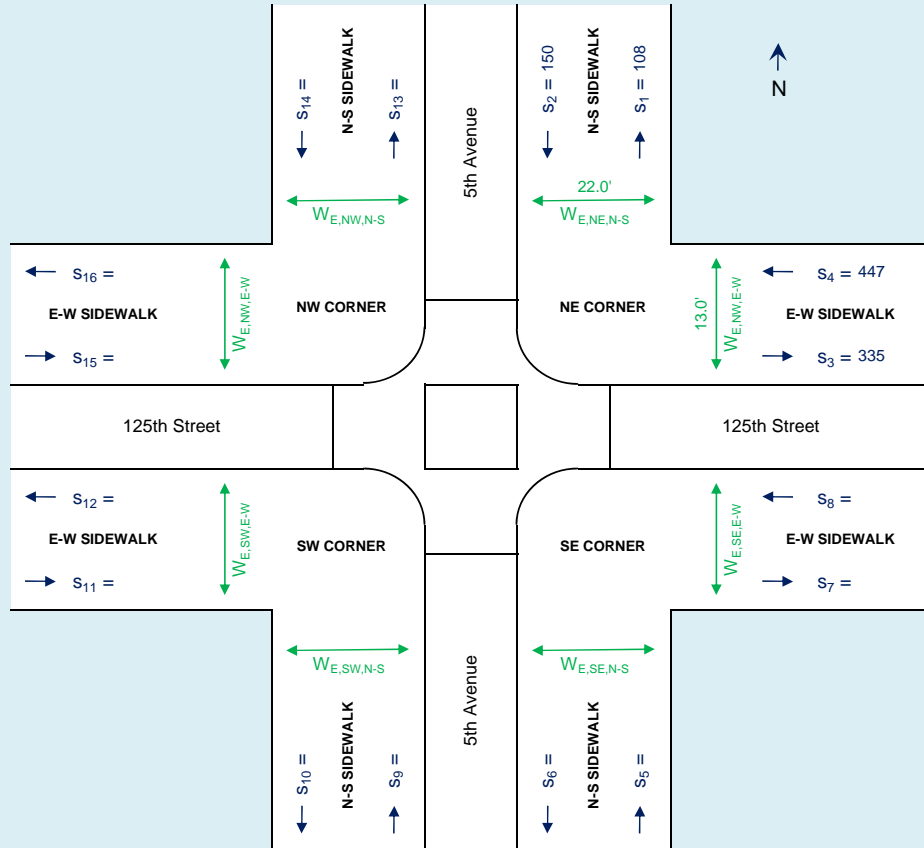 S14 =
N-S SIDEWALK
S13 =
5th Avenue
S2 = 150
N-S SIDEWALK
S1 = 108
N
WE,NW,N-S
22.0'
WE,NE,N-S
S16 =
E-W SIDEWALK
S15 =
WE,NW,E-W
NW CORNER
NE CORNER
13.0'
WE,NW,E-W
S4 = 447
E-W SIDEWALK
S3 = 335
125th Street
125th Street
S12 =
E-W SIDEWALK
S11 =
WE,SW,E-W
SW CORNER
SE CORNER
WE,SE,E-W
S8 =
E-W SIDEWALK
S7 =
WE,SW,N-S
WE,SE,N-S
S10 =
N-S SIDEWALK
S9 =
5th Avenue
S6 =
N-S SIDEWALK
S5 =